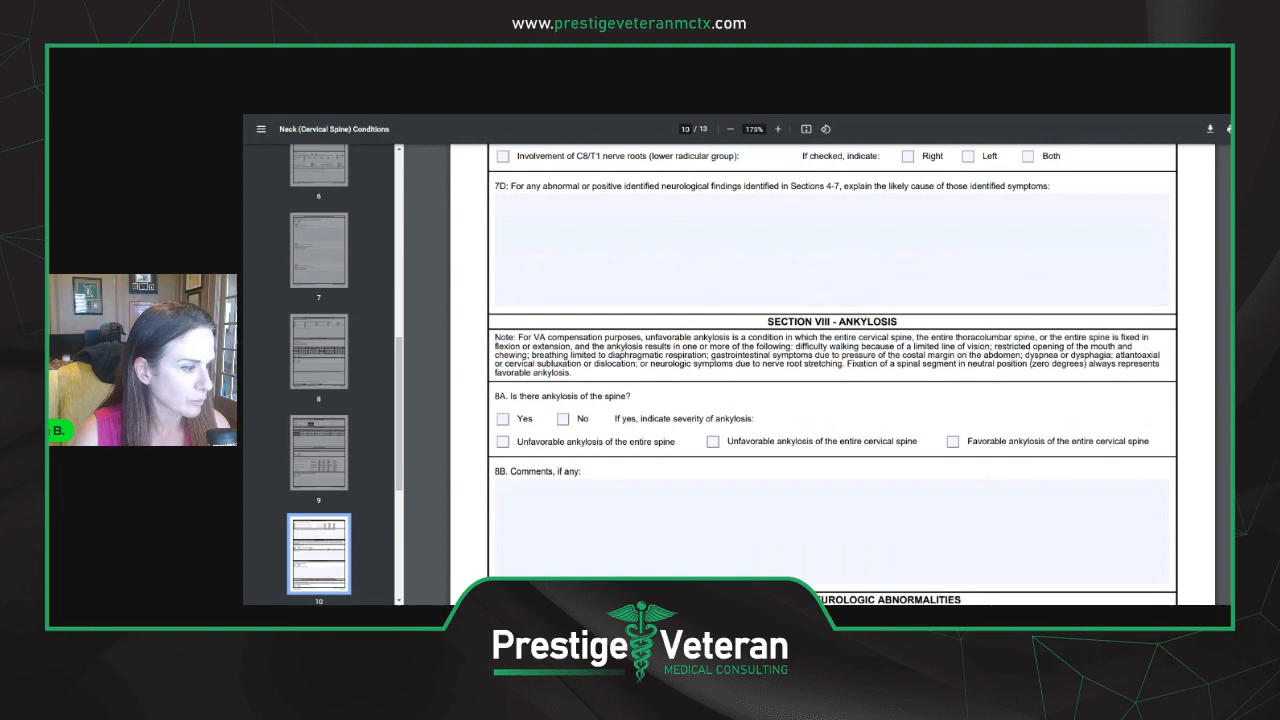 www.prestigeveteranmctx.com
Neck (Cervical Spine) Conditions
10 / 13
175%
6
7
8
9
10
Involvement of C8/T1 nerve roots (lower radicular group): If checked, indicate: Right Left Both
7D: For any abnormal or positive identified neurological findings identified in Sections 4-7, explain the likely cause of those identified symptoms:
SECTION VIII - ANKYLOSIS
Note: For VA compensation purposes, unfavorable ankylosis is a condition in which the entire cervical spine, the entire thoracolumbar spine, or the entire spine is fixed in
flexion or extension, and the ankylosis results in one or more of the following: difficulty walking because of a limited line of vision; restricted opening of the mouth and
chewing; breathing limited to diaphragmatic respiration; gastrointestinal symptoms due to pressure of the costal margin on the abdomen; dyspnea or dysphagia; atlantoaxial
or cervical subluxation or dislocation; or neurologic symptoms due to nerve root stretching. Fixation of a spinal segment in neutral position (zero degrees) always represents
favorable ankylosis.
8A. Is there ankylosis of the spine?
Yes No If yes, indicate severity of ankylosis:
Unfavorable ankylosis of the entire spine Unfavorable ankylosis of the entire cervical spine Favorable ankylosis of the entire cervical spine
8B. Comments, if any:
UROLOGIC ABNORMALITIES
B.
Prestige Veteran
MEDICAL CONSULTING